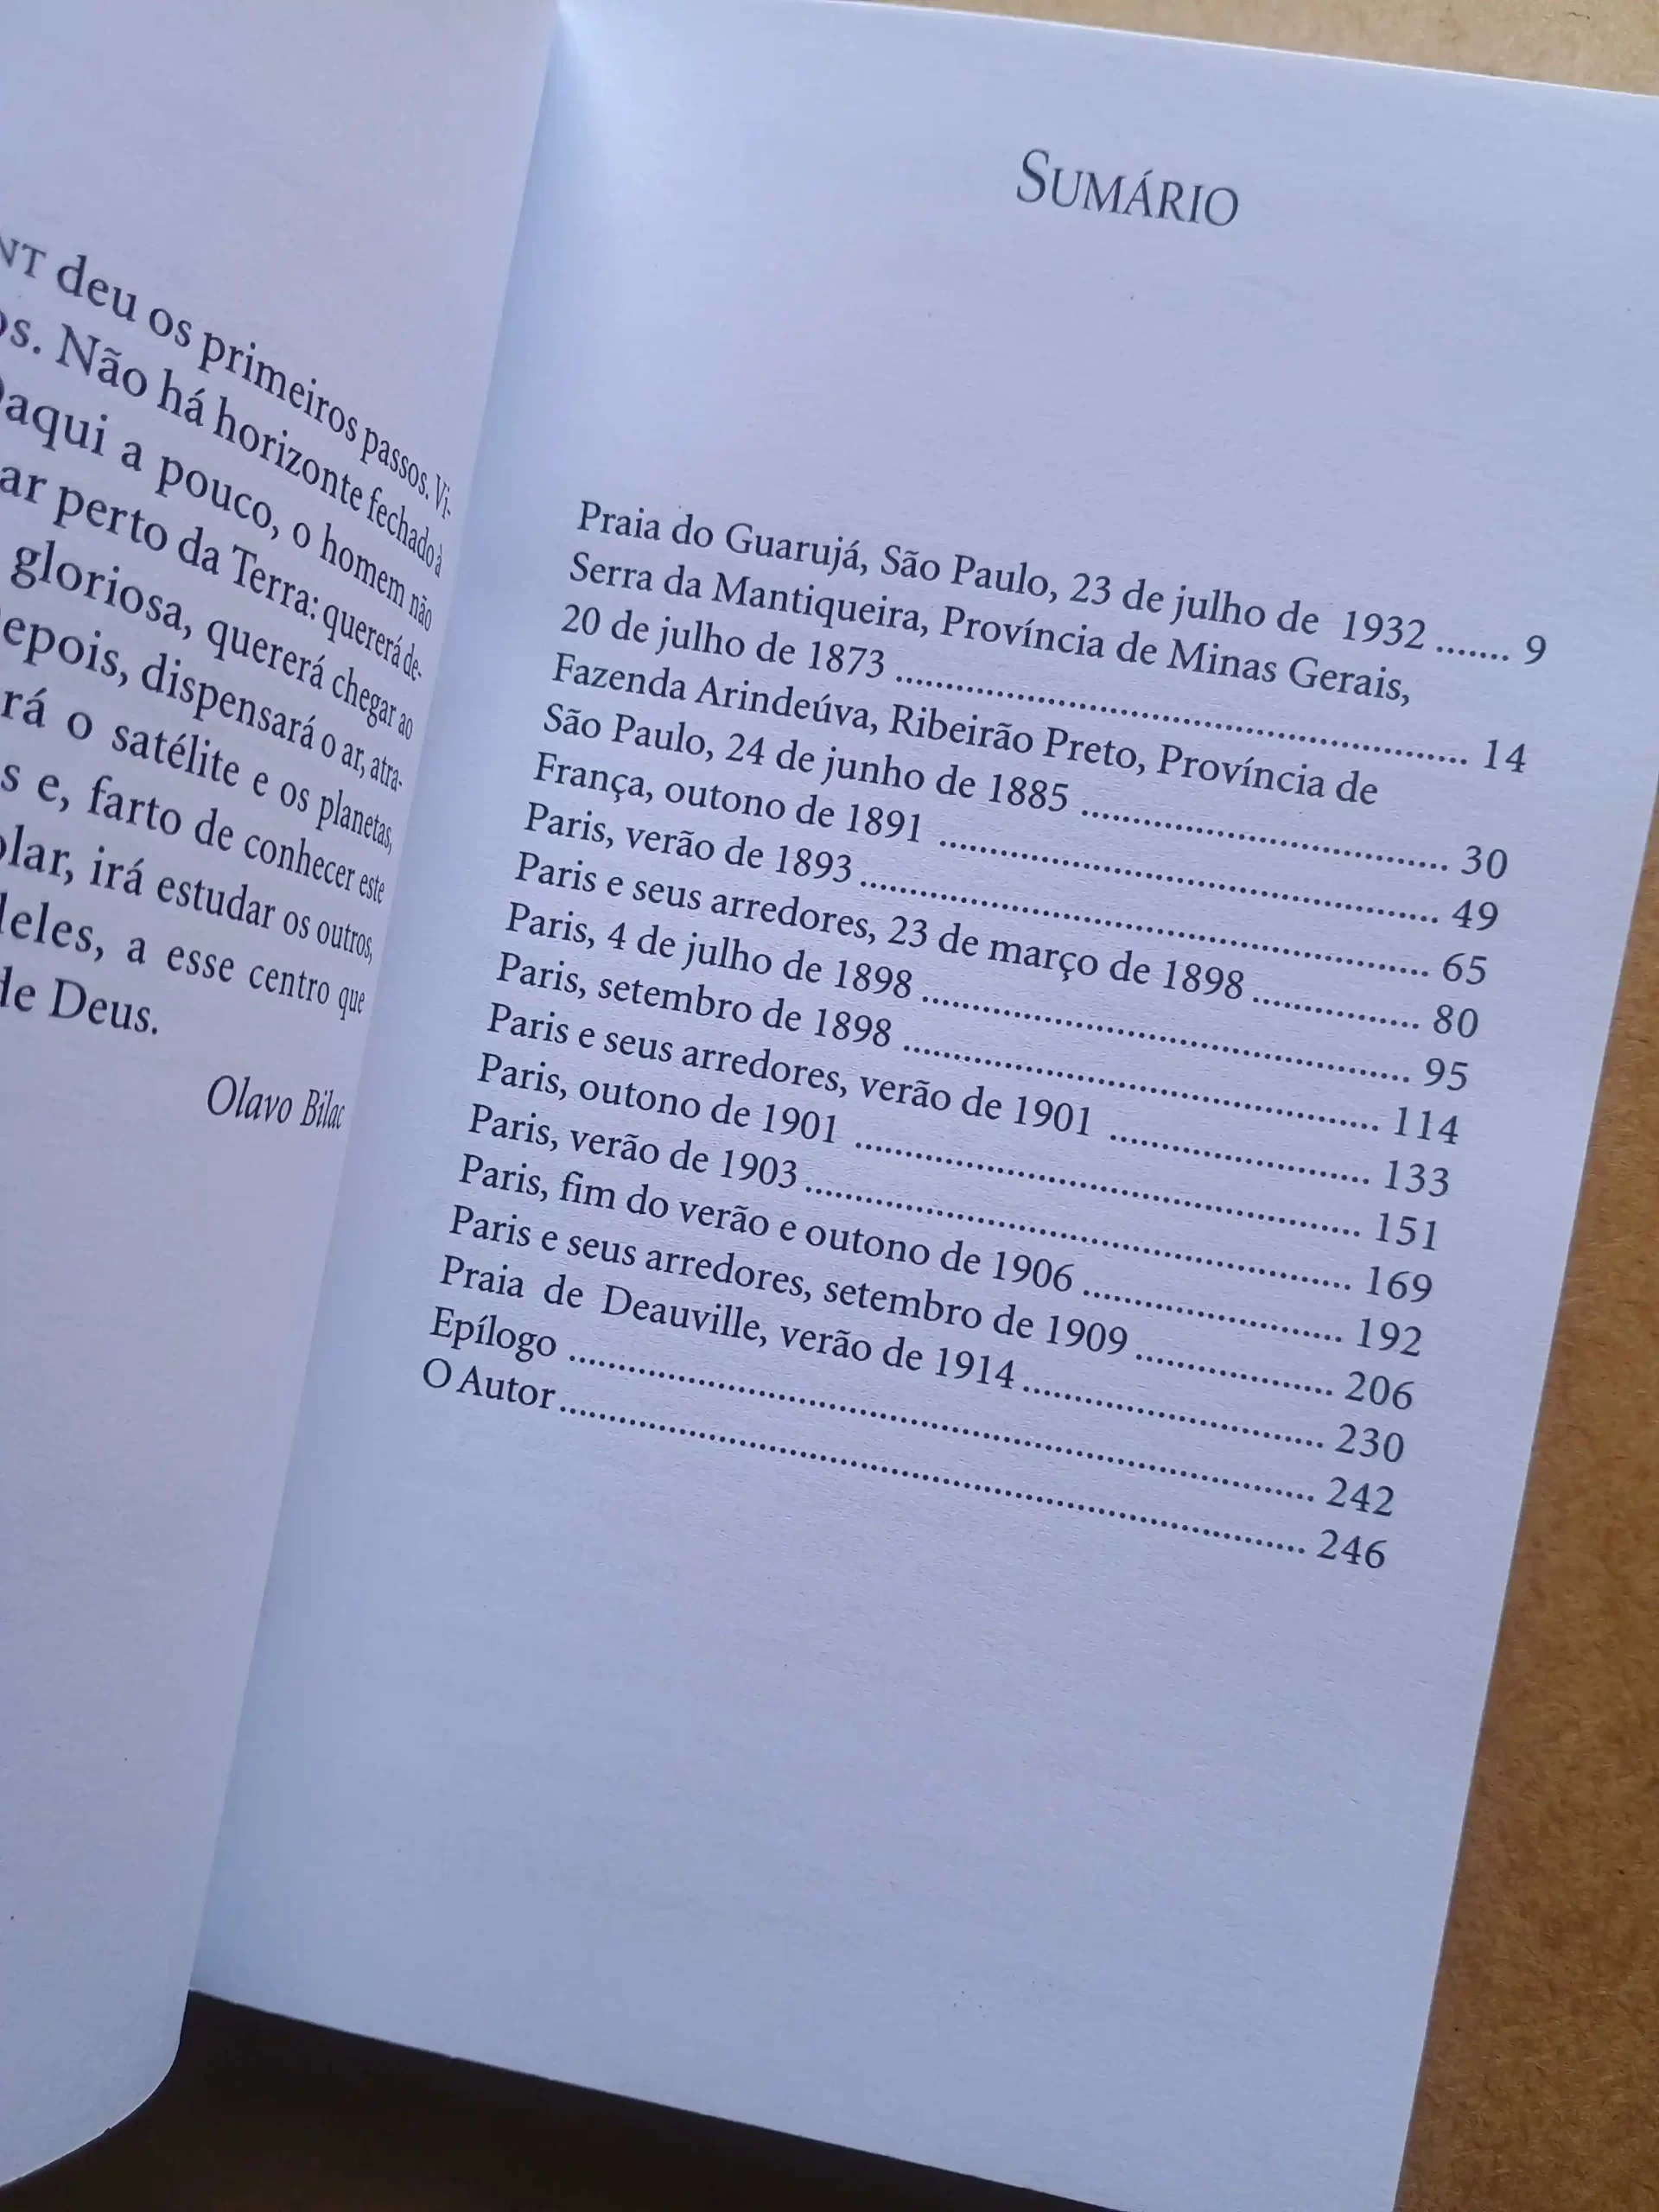 deu os primeiros passos. Vi-
Não há horizonte fechado à
aqui a pouco, o homem não
perto da Terra: quererá de-
gloriosa, quererá chegar ao
dispensará o ar, atra-
o satélite e os planetas,
e, farto de conhecer este
irá estudar os outros,
a esse centro que
de Deus.
Olavo Bilac
SUMÁRIO
Praia do Guarujá, São Paulo, 23 de julho de 1932 ....... 9
Serra da Mantiqueira, Província de Minas Gerais,
20 de julho de 1873 ............................................................ 14
Fazenda Arindeúva, Ribeirão Preto, Província de
São Paulo, 24 de junho de 1885 ...................................... 30
França, outono de 1891 .................................................... 49
Paris, verão de 1893 ........................................................... 65
Paris e seus arredores, 23 de março de 1898 ................. 80
Paris, 4 de julho de 1898 ................................................... 95
Paris, setembro de 1898 .................................................. 114
Paris e seus arredores, verão de 1901 ........................... 133
Paris, outono de 1901 ..................................................... 151
Paris, verão de 1903 ......................................................... 169
Paris, fim do verão e outono de 1906 ........................... 192
Paris e seus arredores, setembro de 1909 ..................... 206
Praia de Deauville, verão de 1914 ................................ 230
Epílogo .............................................................................. 242
O Autor .............................................................................. 246